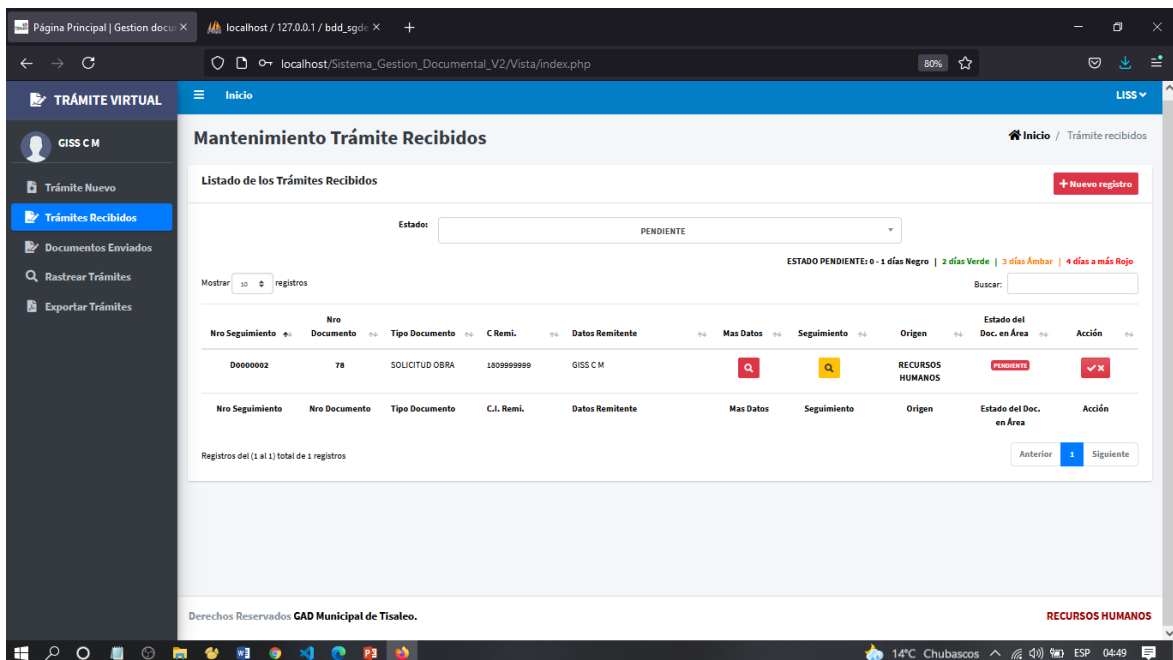 Página Principal | Gestion docu
localhost / 127.0.0.1 / bdd_sgde
localhost/Sistema_Gestion_Documental_V2/Vista/index.php
80%
TRÁMITE VIRTUAL
Inicio
LISS
GISS C M
Mantenimiento Trámite Recibidos
Inicio / Trámite recibidos
Trámite Nuevo
Trámites Recibidos
Documentos Enviados
Rastrear Trámites
Exportar Trámites
Listado de los Trámites Recibidos
+ Nuevo registro
Estado:
PENDIENTE
ESTADO PENDIENTE: 0 - 1 días Negro | 2 días Verde | 3 días Ámbar | 4 días a más Rojo
Mostrar 10 registros
Buscar:
Nro Seguimiento
Nro Documento
Tipo Documento
C Remi.
Datos Remitente
Mas Datos
Seguimiento
Origen
Estado del Doc. en Área
Acción
D0000002
78
SOLICITUD OBRA
1809999999
GISS C M
RECURSOS HUMANOS
PENDIENTE
Nro Seguimiento
Nro Documento
Tipo Documento
C.I. Remi.
Datos Remitente
Mas Datos
Seguimiento
Origen
Estado del Doc. en Área
Acción
Registros del (1 al 1) total de 1 registros
Anterior 1 Siguiente
Derechos Reservados GAD Municipal de Tisaleo.
RECURSOS HUMANOS
14°C Chubascos
ESP
04:49